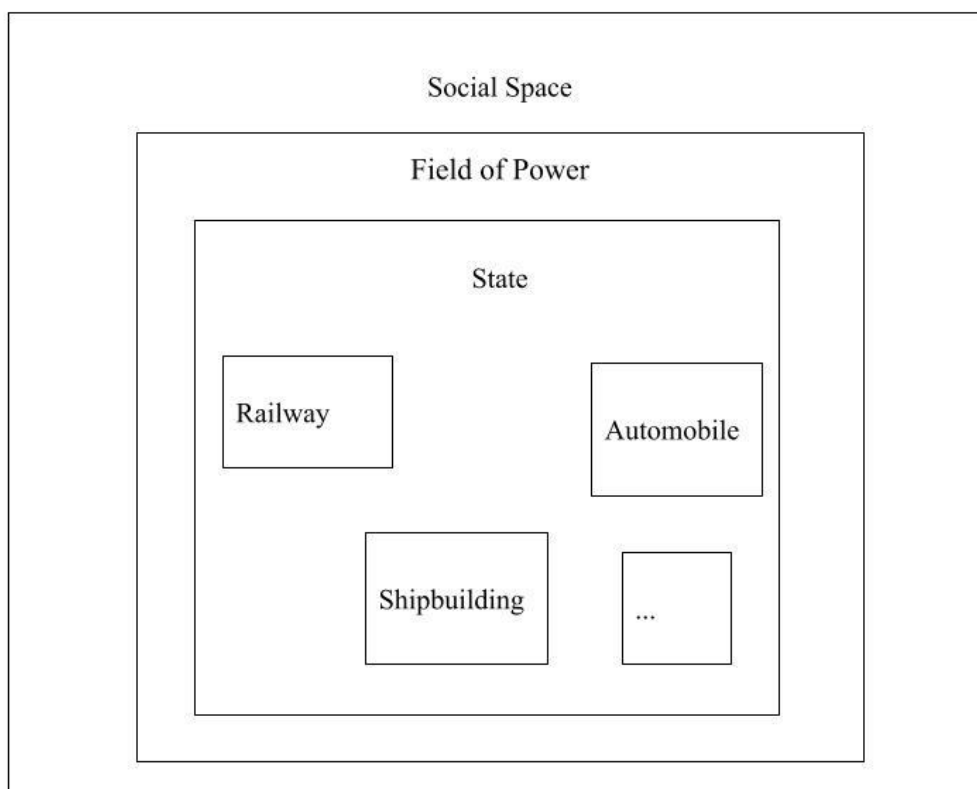 Social Space
Field of Power
State
Railway
Automobile
Shipbuilding
...